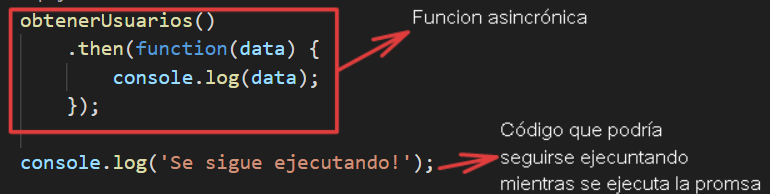 obtenerUsuarios()
.then(function(data) {
console.log(data);
});
console.log('Se sigue ejecutando!');
Funcion asincrónica
Código que podría
seguirse ejecuntando
mientras se ejecuta la promsa